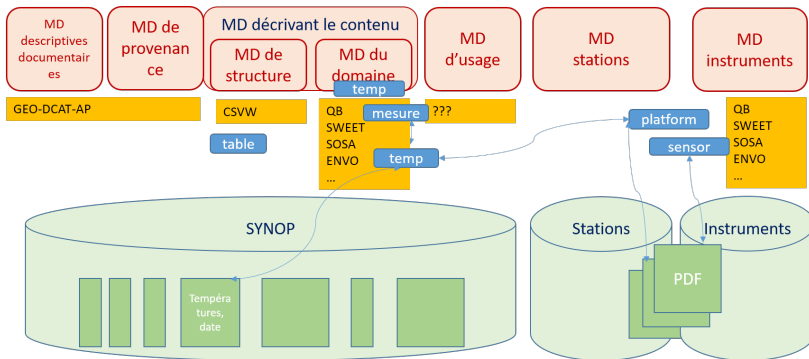 MD
descriptives
documentair
es
MD de
provenan
ce
MD décrivant le contenu
MD de
structure
MD du
domaine
MD
d'usage
MD
stations
MD
instruments
temp
GEO-DCAT-AP
CSVW
QB
SWEET
SOSA
ENVO
...
mesure
???
table
temp
platform
sensor
QB
SWEET
SOSA
ENVO
...
SYNOP
Stations
Instruments
Tempéra
tures,
date
PDF